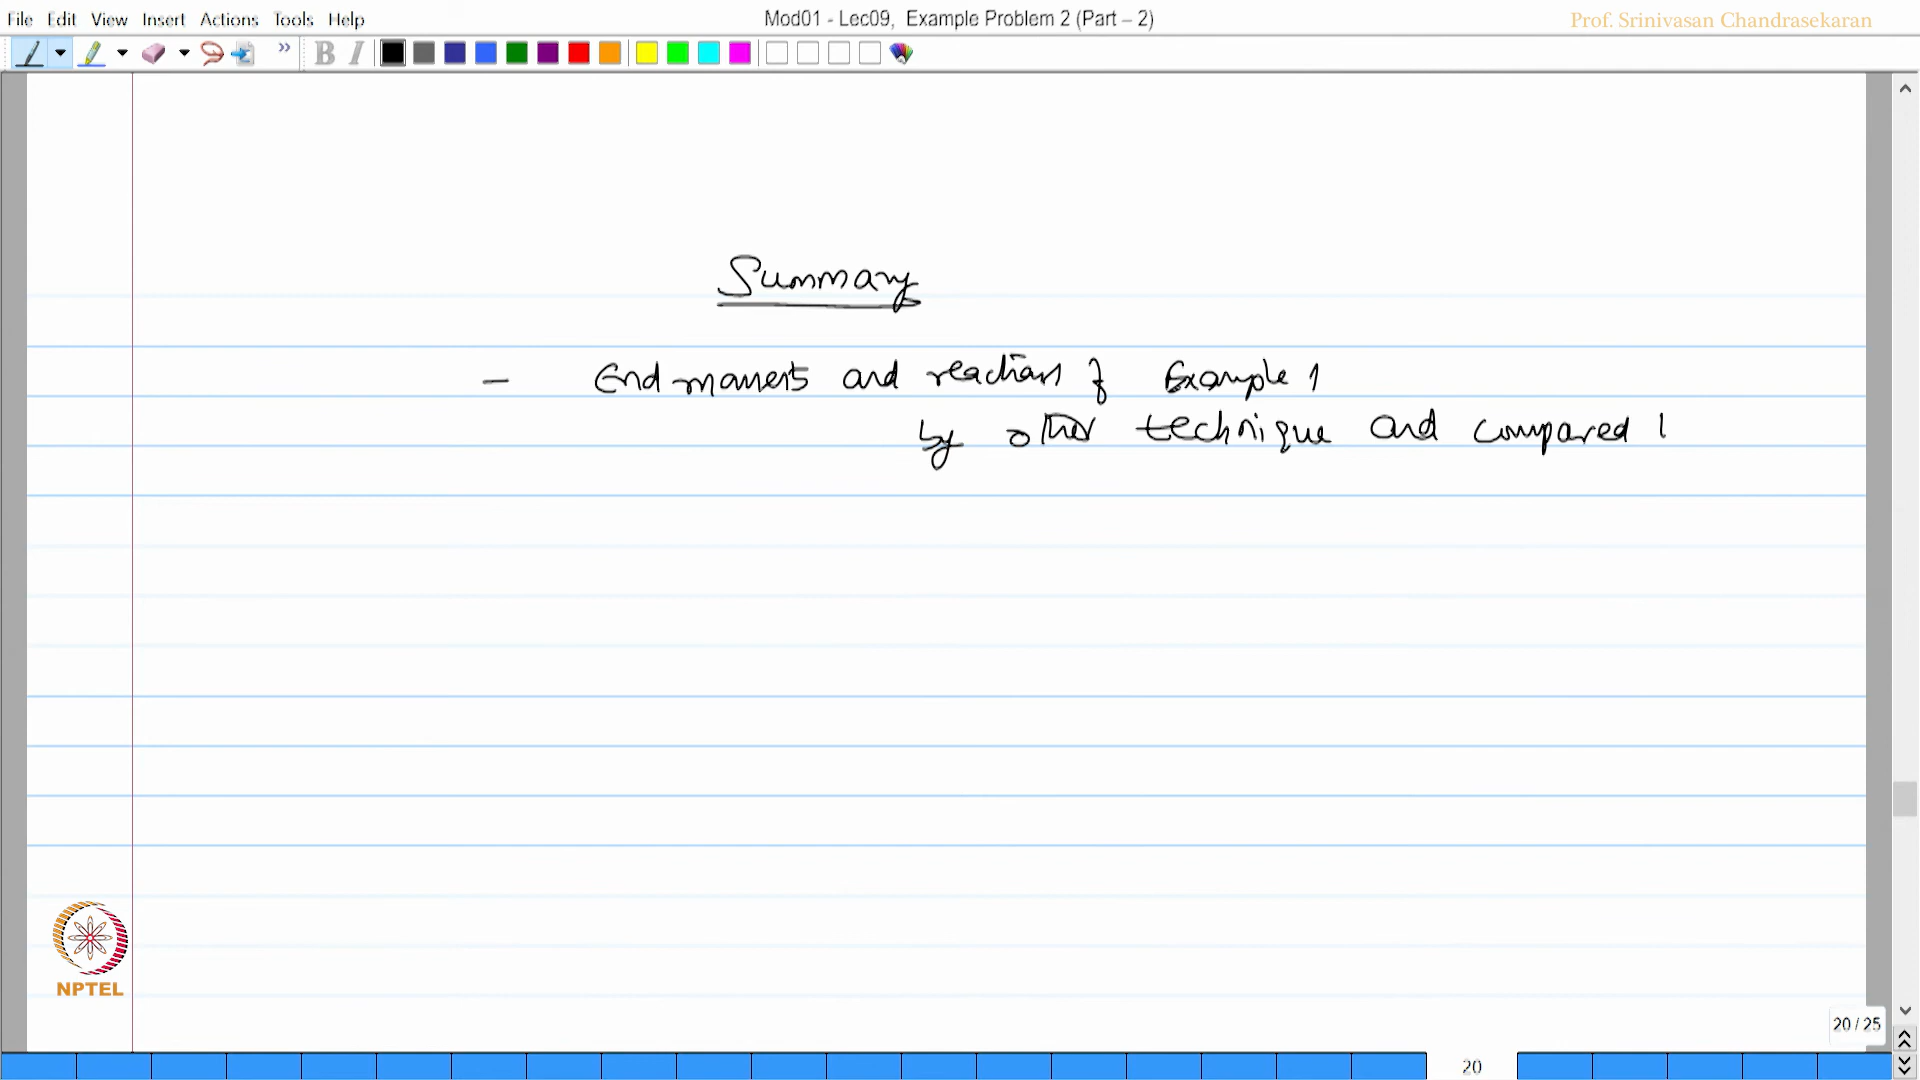 File Edit View Insert Actions Tools Help
Mod01 - Lec09, Example Problem 2 (Part – 2)
Prof. Srinivasan Chandrasekaran
B I
Summary
- End moments and reactions of Example 1
by other technique and compared !
NPTEL
20 / 25
20